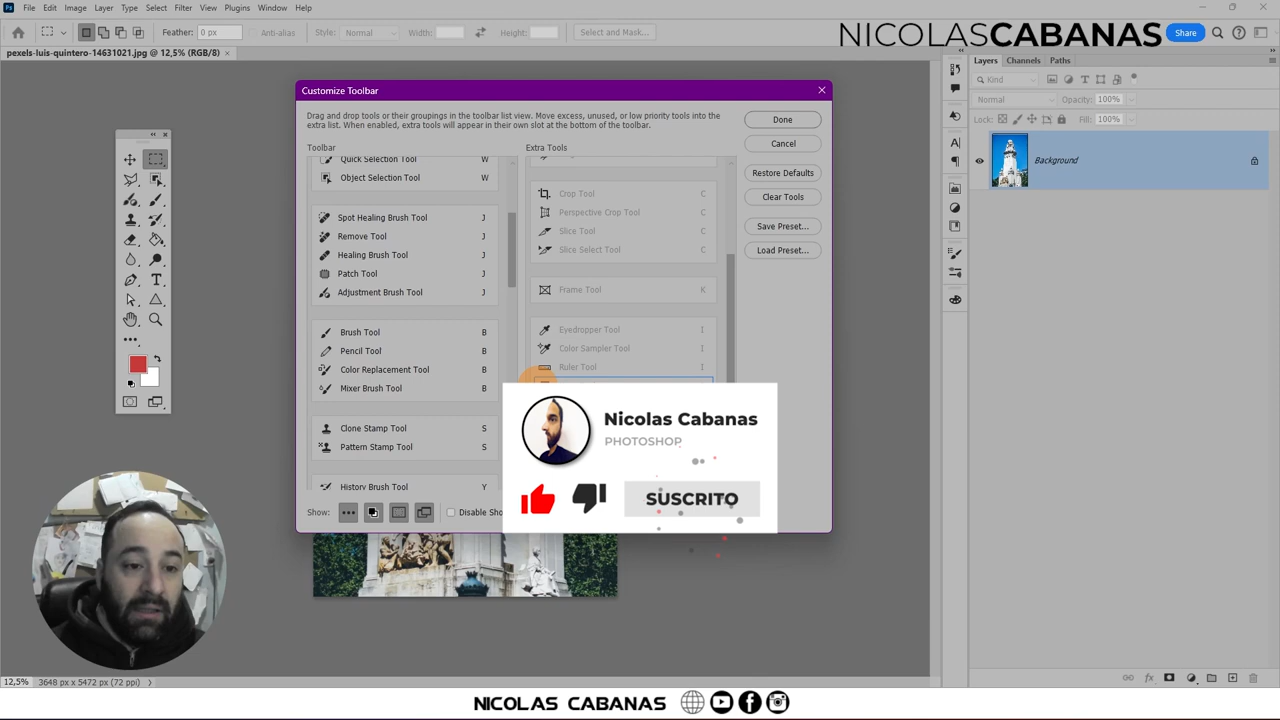 File Edit Image Layer Type Select Filter View Plugins Window Help
Feather: 0 px Anti-alias Style: Normal Width: Height: Select and Mask...
NICOLASCABANAS
Share
pexels-luis-quintero-14631021.jpg @ 12,5% (RGB/8)
Customize Toolbar
Drag and drop tools or their groupings in the toolbar list view. Move excess, unused, or low priority tools into the
extra list. When enabled, extra tools will appear in their own slot at the bottom of the toolbar.
Toolbar
Quick Selection Tool W
Object Selection Tool W
Spot Healing Brush Tool J
Remove Tool J
Healing Brush Tool J
Patch Tool J
Adjustment Brush Tool J
Brush Tool B
Pencil Tool B
Color Replacement Tool B
Mixer Brush Tool B
Clone Stamp Tool S
Pattern Stamp Tool S
History Brush Tool Y
Show:
Disable Sho
Extra Tools
Crop Tool C
Perspective Crop Tool C
Slice Tool C
Slice Select Tool C
Frame Tool K
Eyedropper Tool I
Color Sampler Tool I
Ruler Tool I
Done
Cancel
Restore Defaults
Clear Tools
Save Preset...
Load Preset...
Nicolas Cabanas
PHOTOSHOP
SUSCRITO
Layers Channels Paths
Kind
Normal Opacity: 100%
Lock: Fill: 100%
Background
12,5% 3648 px x 5472 px (72 ppi)
NICOLAS CABANAS